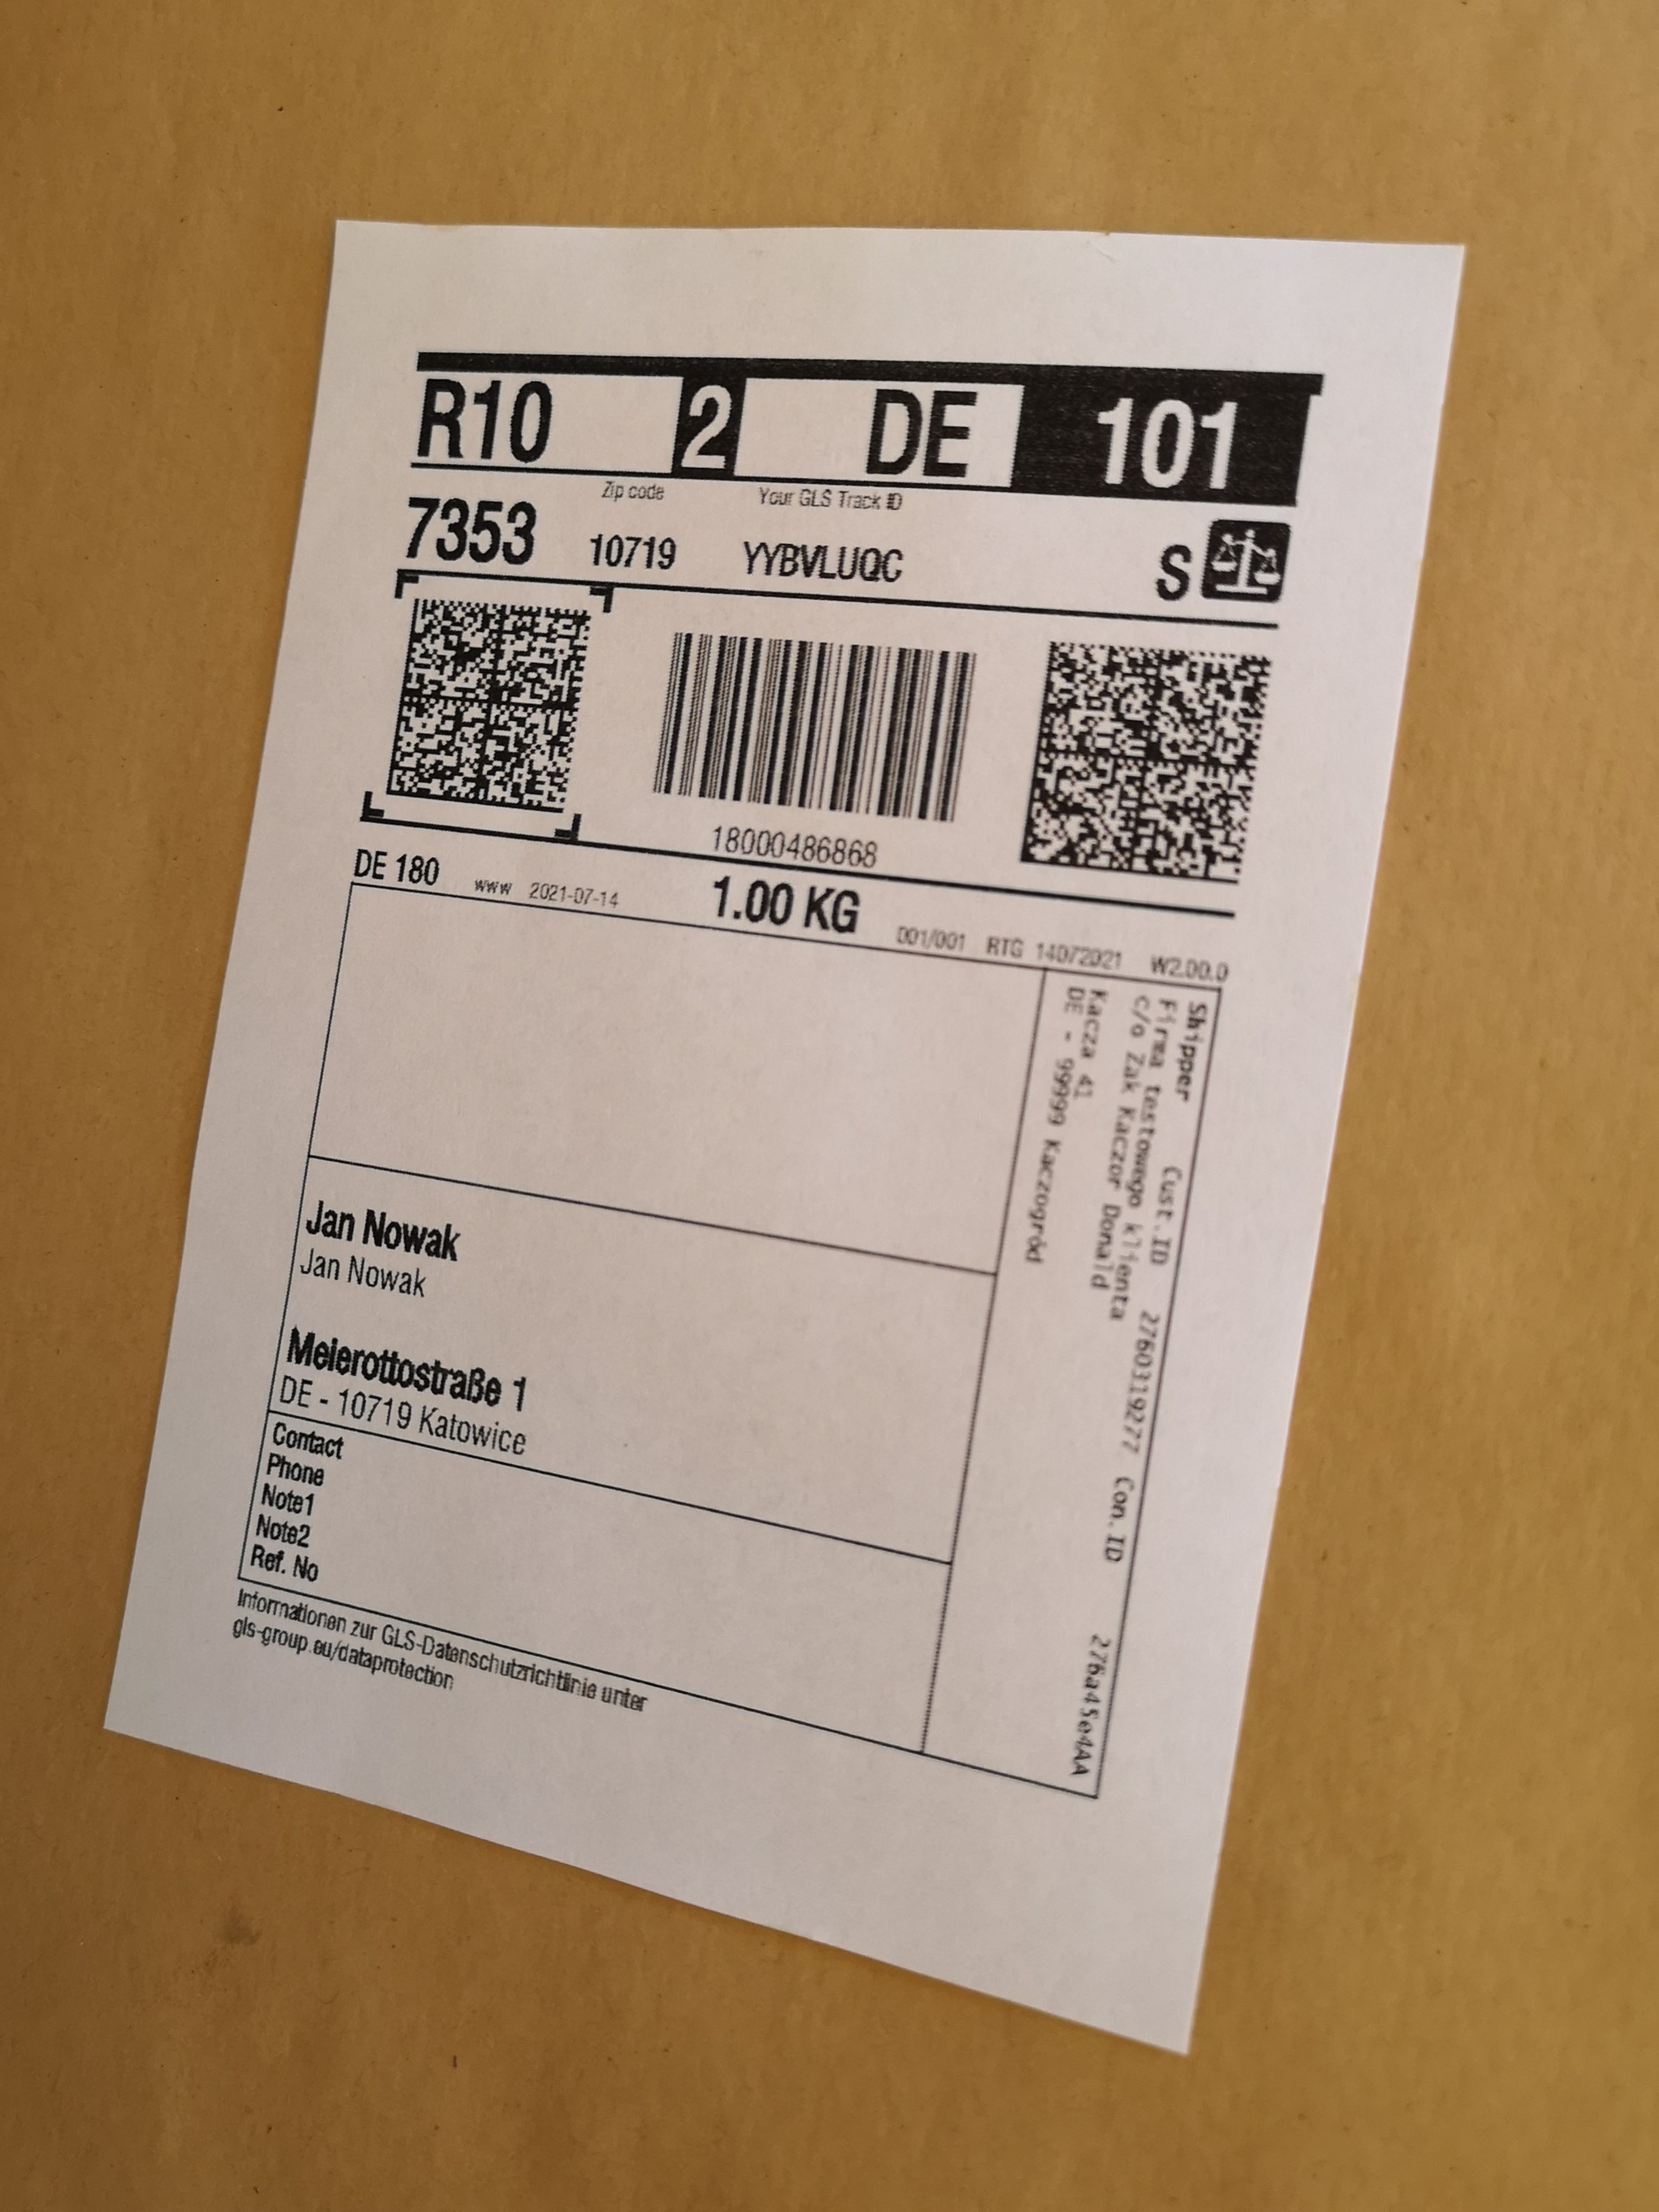 R10 2 DE 101
Zip code Your GLS Track ID
7353 10719 YYBVLUQC S
18000486868
DE 180 www 2021-07-14 1.00 KG 001/001 RTG 14072021 W2.00.0
Shipper Cust.ID 2760319277 Con.ID 276a45e4AA
Firma testowego klienta
c/o Zak Kaczor Donald
Kacza 41
DE - 99999 Kaczogród
Jan Nowak
Jan Nowak
Meierottostraße 1
DE - 10719 Katowice
Contact
Phone
Note1
Note2
Ref. No
Informationen zur GLS-Datenschutzrichtlinie unter
gls-group.eu/dataprotection